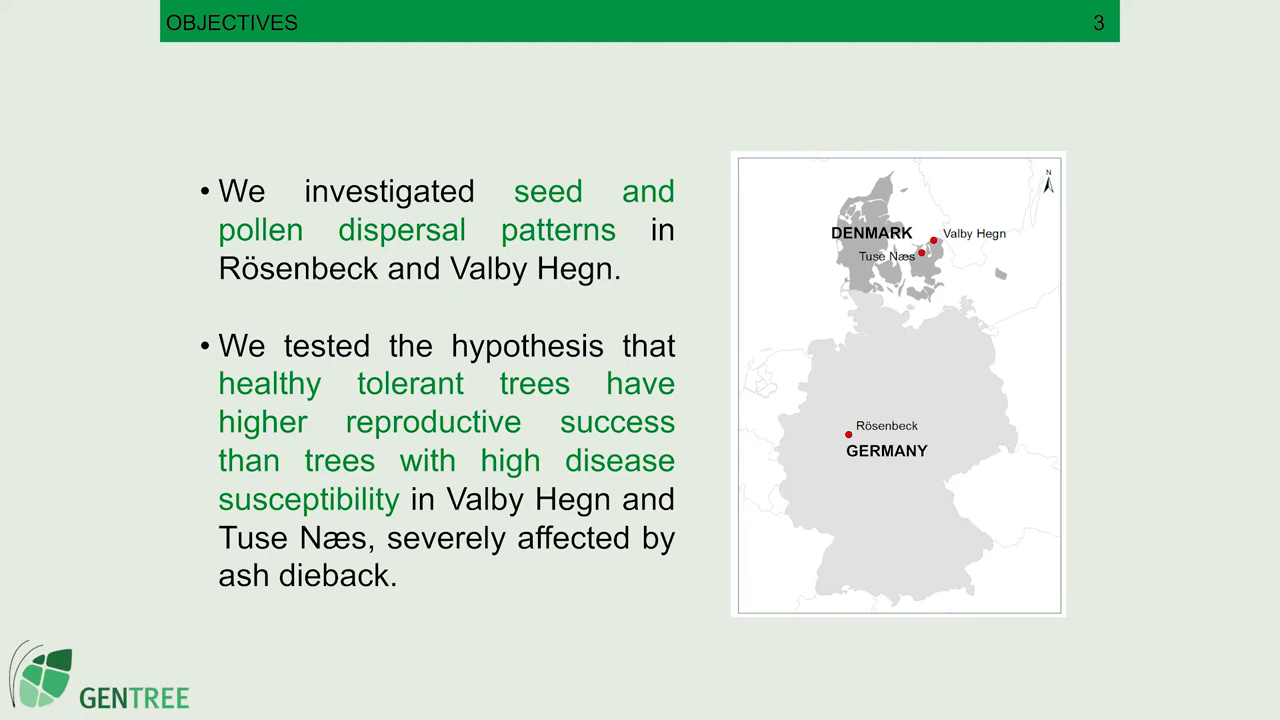 OBJECTIVES
3
• We investigated seed and
pollen dispersal patterns in
Rösenbeck and Valby Hegn.
• We tested the hypothesis that
healthy tolerant trees have
higher reproductive success
than trees with high disease
susceptibility in Valby Hegn and
Tuse Næs, severely affected by
ash dieback.
N
DENMARK
Valby Hegn
Tuse Næs
Rösenbeck
GERMANY
GENTREE